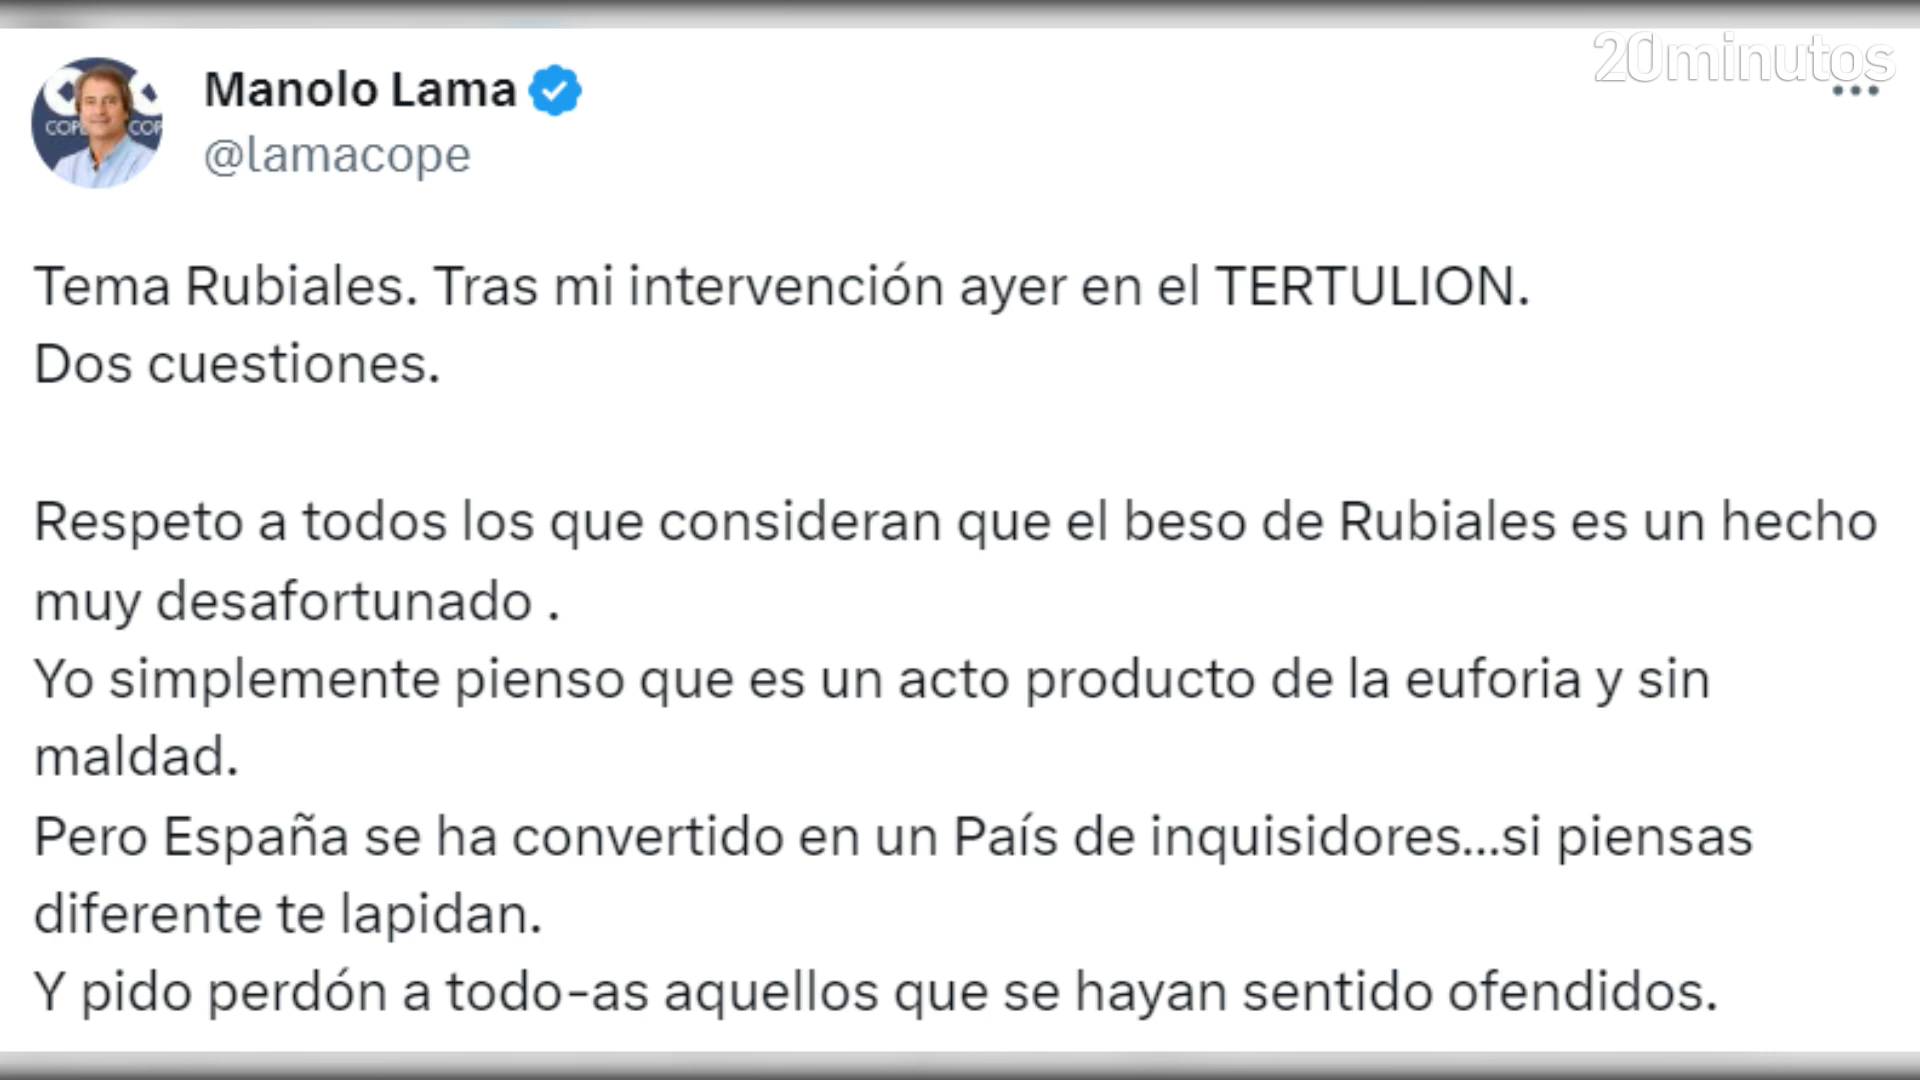 20minutos
Manolo Lama
@lamacope
COPE COP
Tema Rubiales. Tras mi intervención ayer en el TERTULION.
Dos cuestiones.
Respeto a todos los que consideran que el beso de Rubiales es un hecho
muy desafortunado .
Yo simplemente pienso que es un acto producto de la euforia y sin
maldad.
Pero España se ha convertido en un País de inquisidores...si piensas
diferente te lapidan.
Y pido perdón a todo-as aquellos que se hayan sentido ofendidos.